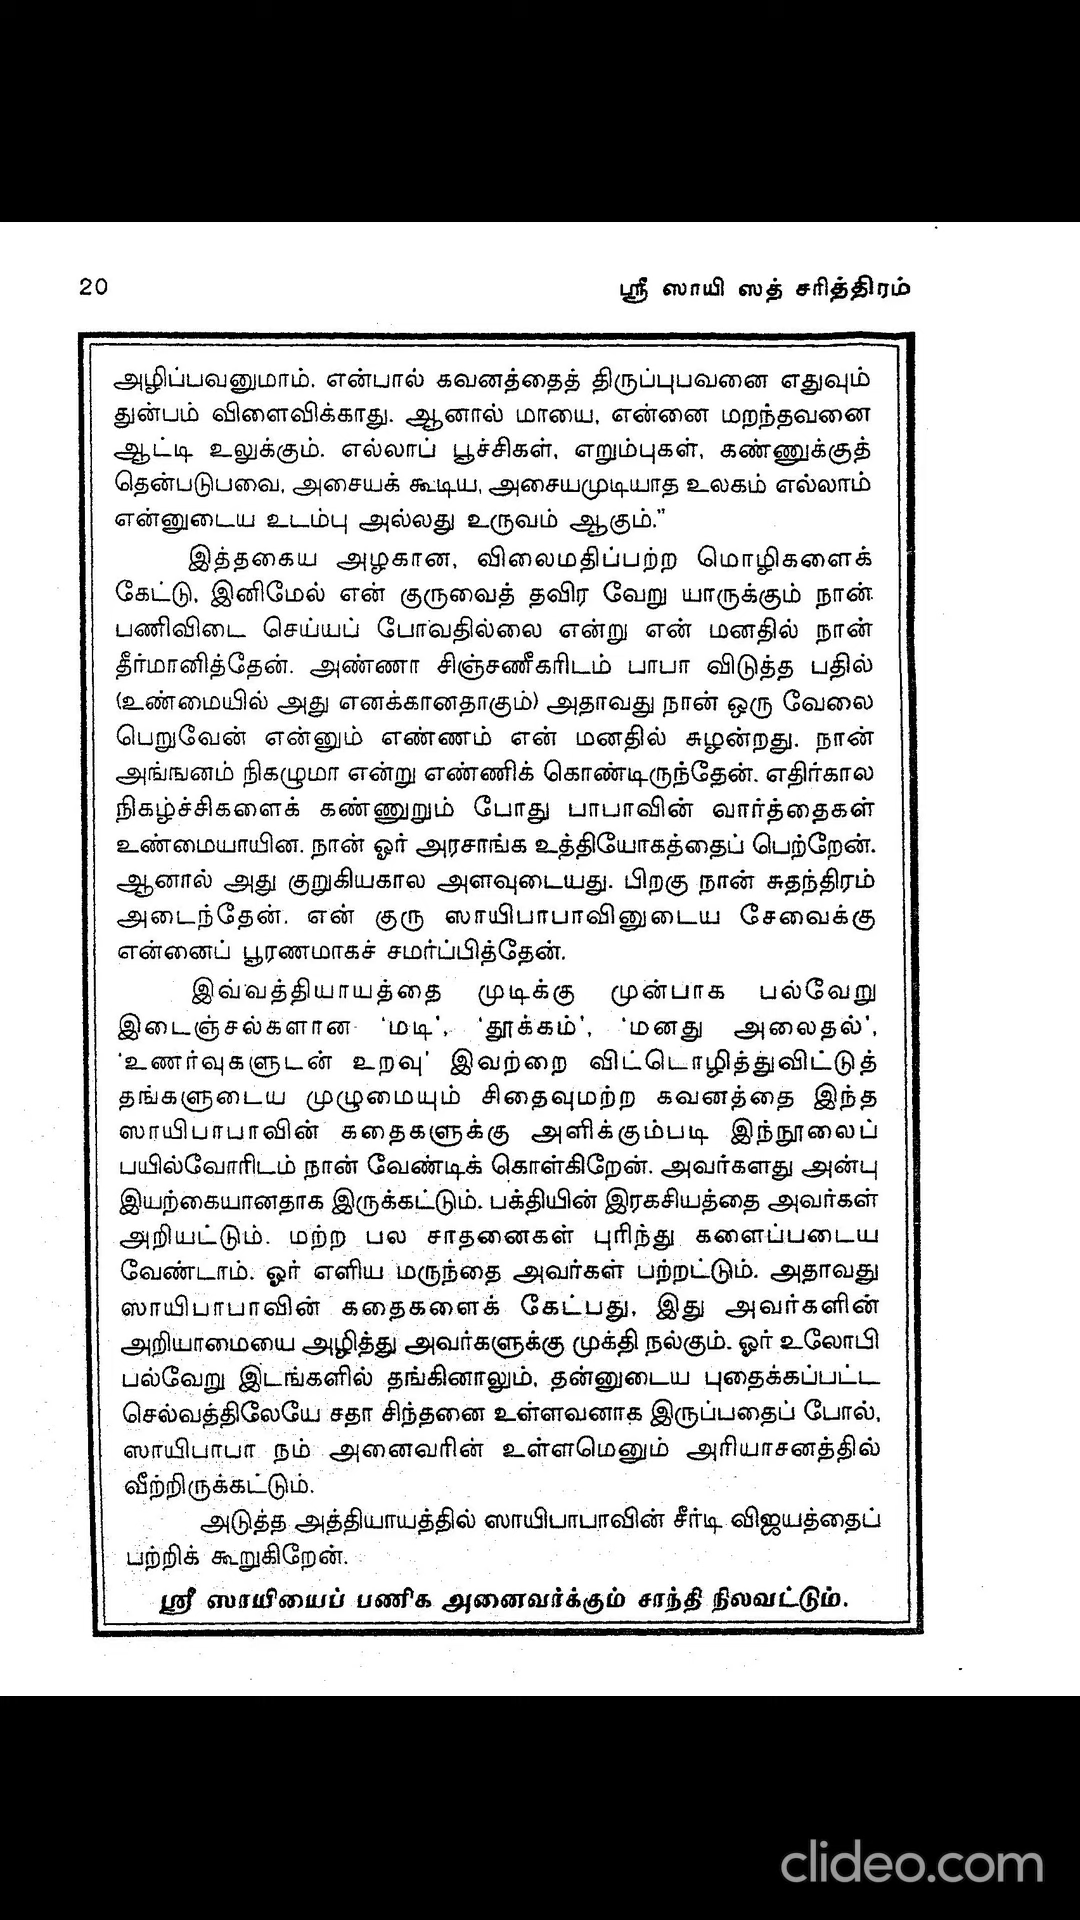 20
ஸ்ரீ ஸாயி ஸத் சரித்திரம்
அழிப்பவனுமாம். என்பால் கவனத்தைத் திருப்புபவனை எதுவும்
துன்பம் விளைவிக்காது. ஆனால் மாயை, என்னை மறந்தவனை
ஆட்டி உலுக்கும். எல்லாப் பூச்சிகள், எறும்புகள், கண்ணுக்குத்
தென்படுபவை, அசையக் கூடிய, அசையமுடியாத உலகம் எல்லாம்
என்னுடைய உடம்பு அல்லது உருவம் ஆகும்.”
இத்தகைய அழகான, விலைமதிப்பற்ற மொழிகளைக்
கேட்டு, இனிமேல் என் குருவைத் தவிர வேறு யாருக்கும் நான்
பணிவிடை செய்யப் போவதில்லை என்று என் மனதில் நான்
தீர்மானித்தேன். அண்ணா சிஞ்சணீகரிடம் பாபா விடுத்த பதில்
(உண்மையில் அது எனக்கானதாகும்) அதாவது நான் ஒரு வேலை
பெறுவேன் என்னும் எண்ணம் என் மனதில் சுழன்றது. நான்
அங்ஙனம் நிகழுமா என்று எண்ணிக் கொண்டிருந்தேன். எதிர்கால
நிகழ்ச்சிகளைக் கண்ணுறும் போது பாபாவின் வார்த்தைகள்
உண்மையாயின. நான் ஓர் அரசாங்க உத்தியோகத்தைப் பெற்றேன்.
ஆனால் அது குறுகியகால அளவுடையது. பிறகு நான் சுதந்திரம்
அடைந்தேன். என் குரு ஸாயிபாபாவினுடைய சேவைக்கு
என்னைப் பூரணமாகச் சமர்ப்பித்தேன்.
இவ்வத்தியாயத்தை முடிக்கு முன்பாக பல்வேறு
இடைஞ்சல்களான ‘மடி’, ‘தூக்கம்’, ‘மனது அலைதல்’,
‘உணர்வுகளுடன் உறவு’ இவற்றை விட்டொழித்துவிட்டுத்
தங்களுடைய முழுமையும் சிதைவுமற்ற கவனத்தை இந்த
ஸாயிபாபாவின் கதைகளுக்கு அளிக்கும்படி இந்நூலைப்
பயில்வோரிடம் நான் வேண்டிக் கொள்கிறேன். அவர்களது அன்பு
இயற்கையானதாக இருக்கட்டும். பக்தியின் இரகசியத்தை அவர்கள்
அறியட்டும். மற்ற பல சாதனைகள் புரிந்து களைப்படைய
வேண்டாம். ஓர் எளிய மருந்தை அவர்கள் பற்றட்டும். அதாவது
ஸாயிபாபாவின் கதைகளைக் கேட்பது, இது அவர்களின்
அறியாமையை அழித்து அவர்களுக்கு முக்தி நல்கும். ஓர் உலோபி
பல்வேறு இடங்களில் தங்கினாலும், தன்னுடைய புதைக்கப்பட்ட
செல்வத்திலேயே சதா சிந்தனை உள்ளவனாக இருப்பதைப் போல்,
ஸாயிபாபா நம் அனைவரின் உள்ளமெனும் அரியாசனத்தில்
வீற்றிருக்கட்டும்.
அடுத்த அத்தியாயத்தில் ஸாயிபாபாவின் சீர்டி விஜயத்தைப்
பற்றிக் கூறுகிறேன்.
ஸ்ரீ ஸாயியைப் பணிக அனைவர்க்கும் சாந்தி நிலவட்டும்.
clideo.com